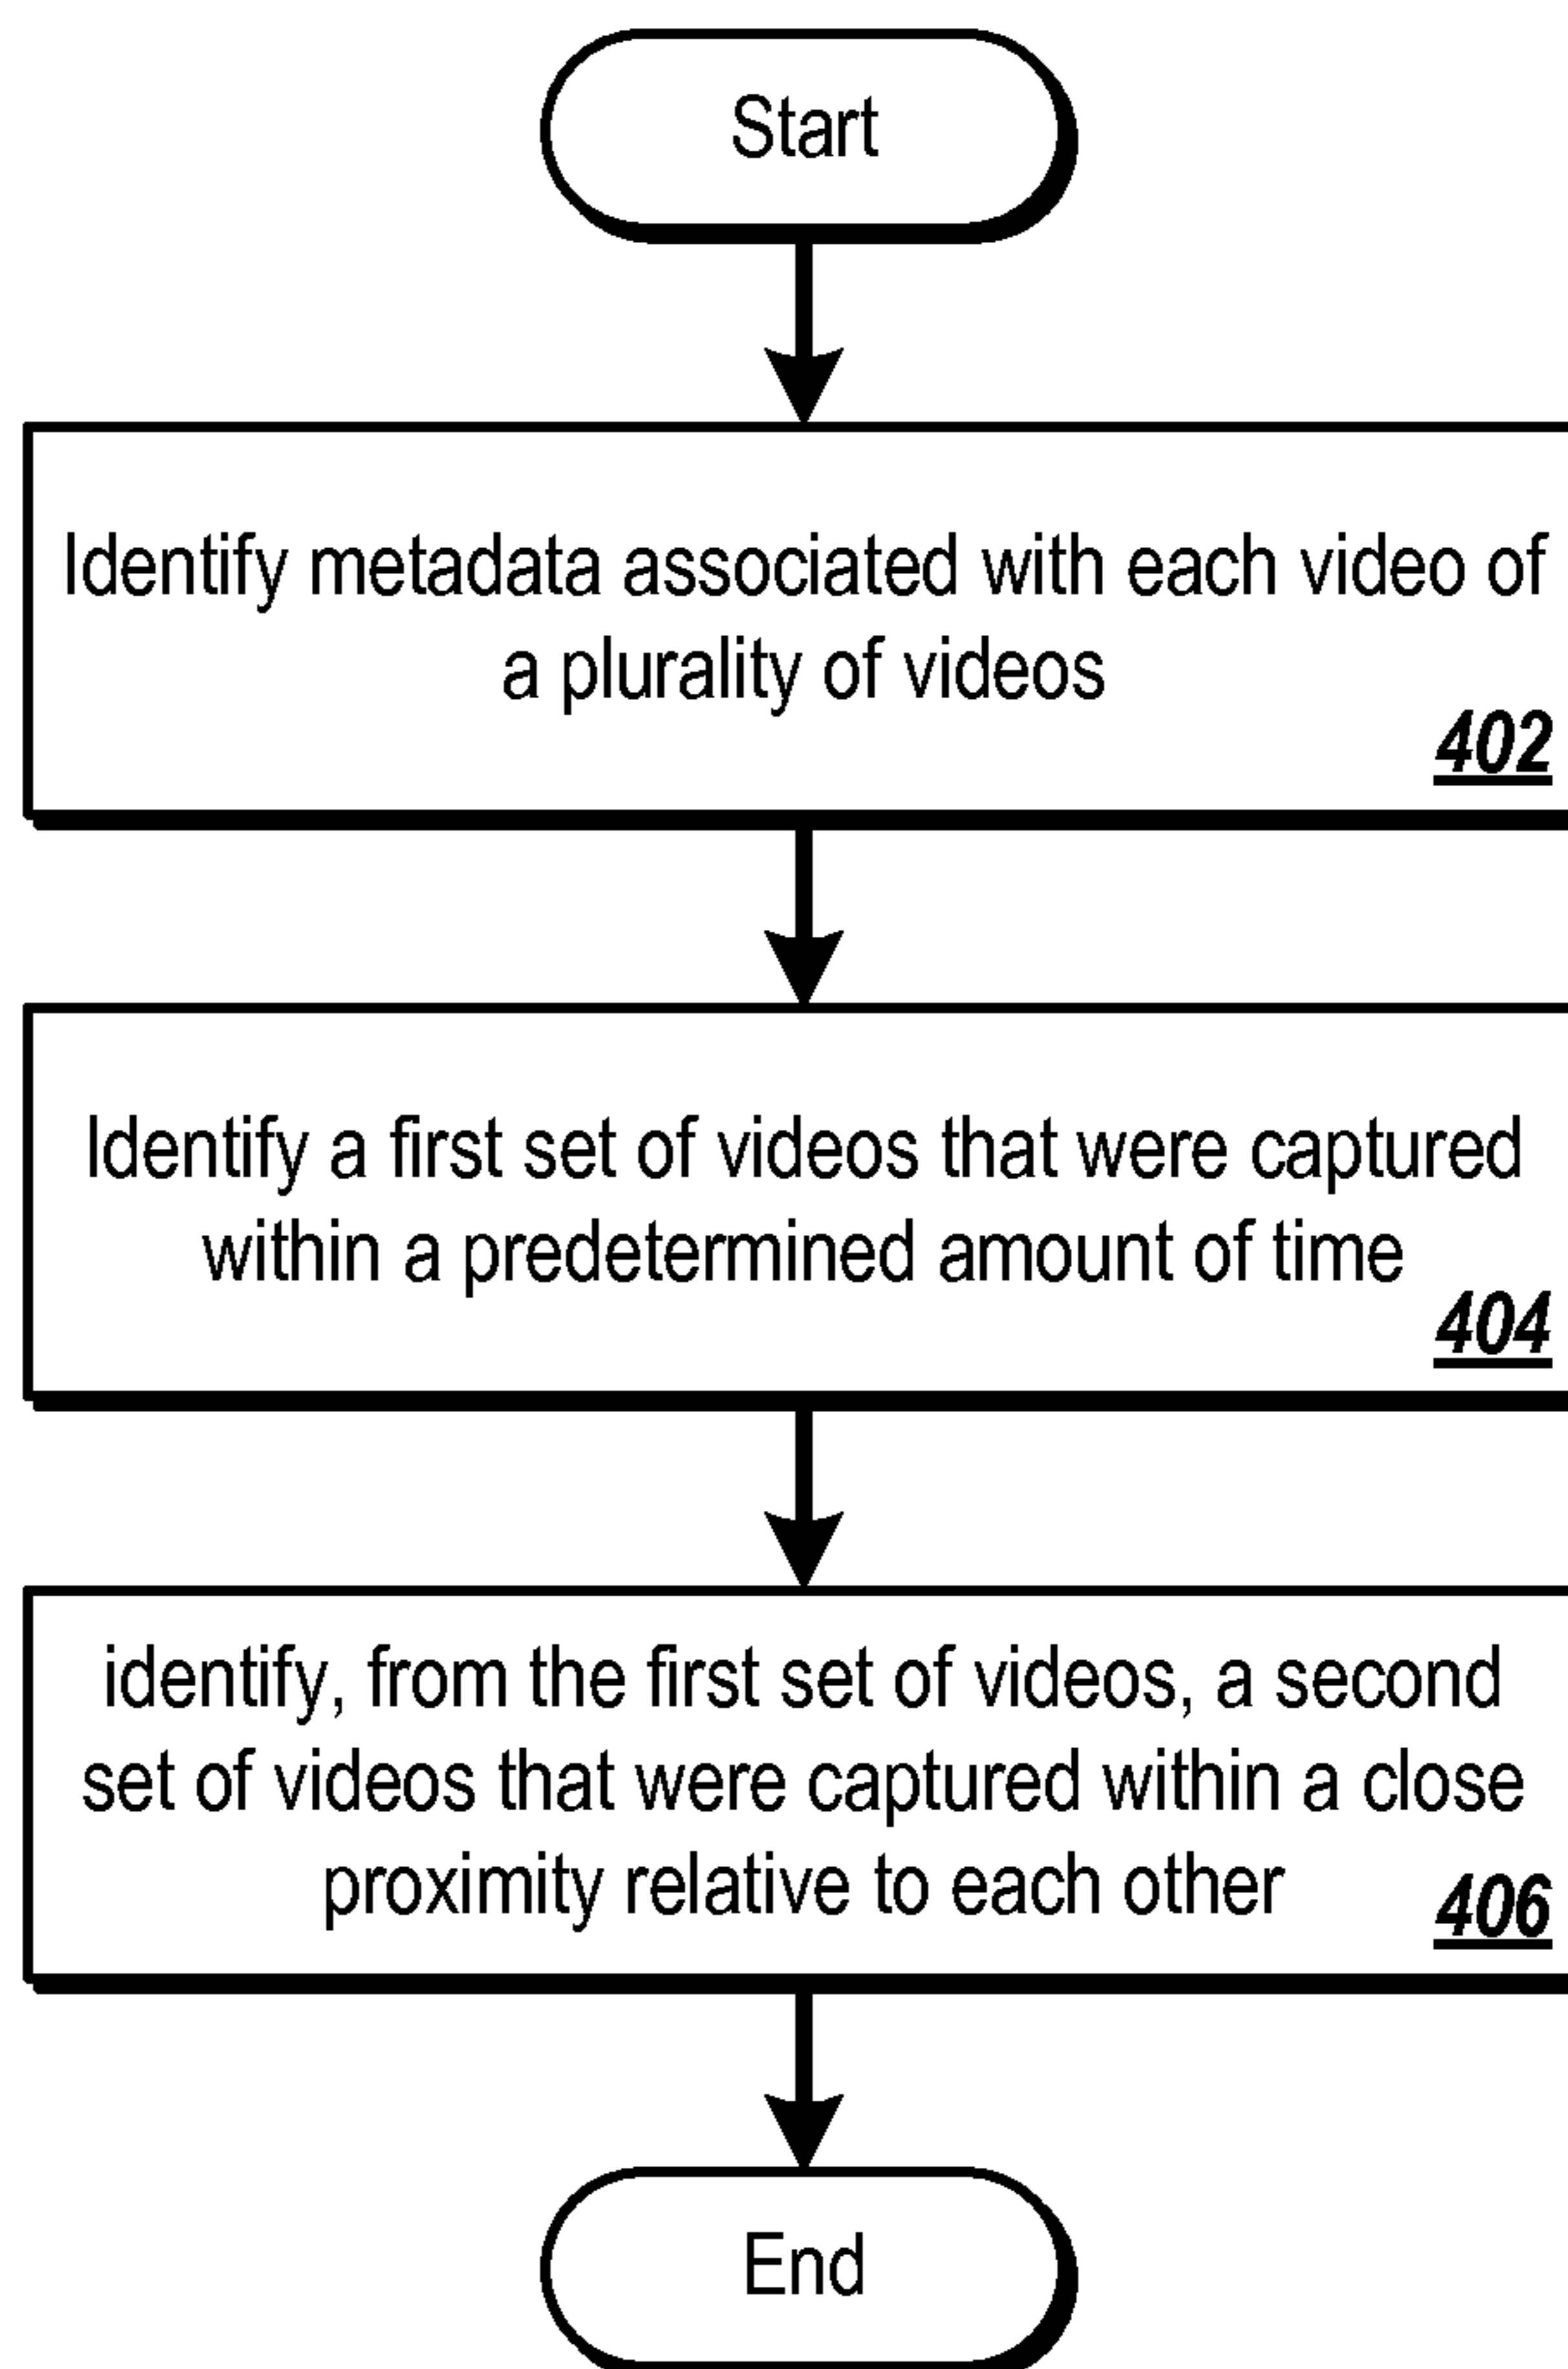 Start
Identify metadata associated with each video of
a plurality of videos
402
Identify a first set of videos that were captured
within a predetermined amount of time
404
identify, from the first set of videos, a second
set of videos that were captured within a close
proximity relative to each other
406
End